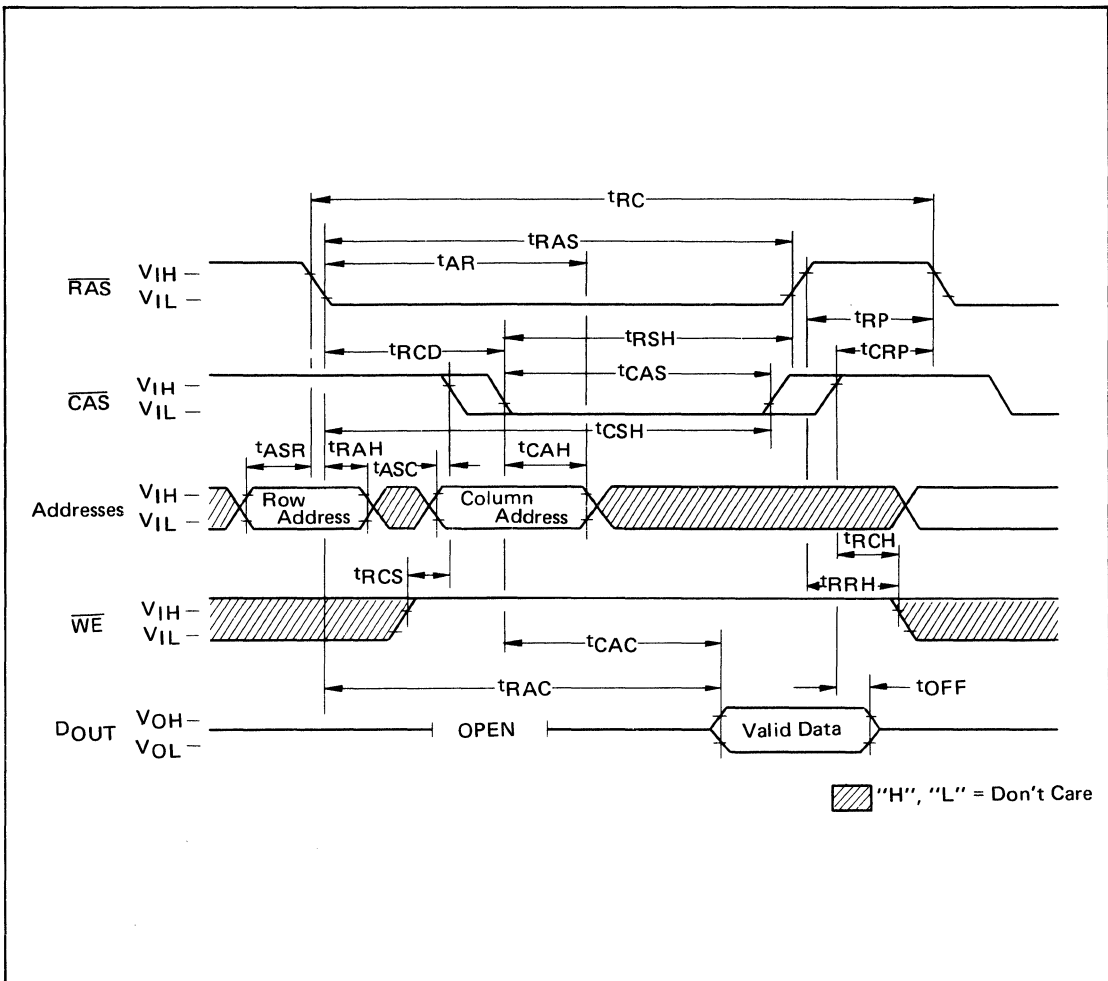 tRC
tRAS
tAR
RAS VIH
VIL
tRP
tRSH
tRCD
tCRP
tCAS
CAS VIH
VIL
tCSH
tASR tRAH tASC tCAH
Addresses VIH
VIL
Row Address
Column Address
tRCH
tRCS
tRRH
WE VIH
VIL
tCAC
tRAC
tOFF
DOUT VOH
VOL
OPEN
Valid Data
"H", "L" = Don't Care